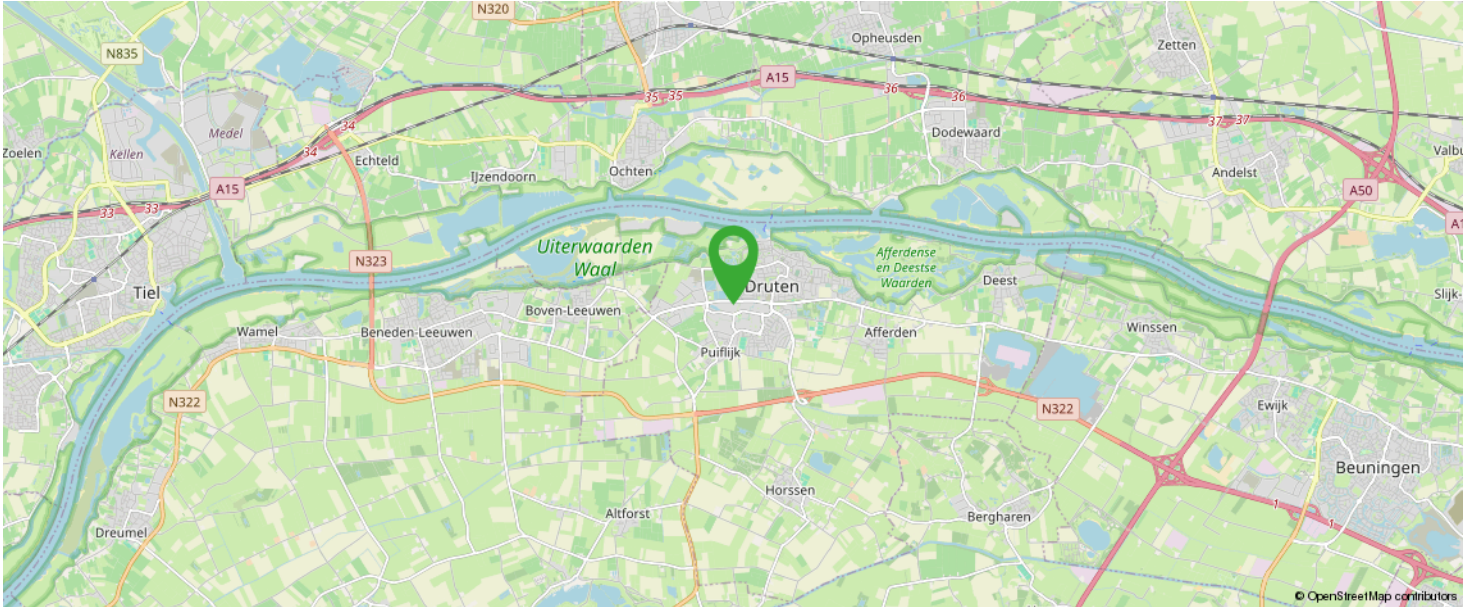 N320
N835
Opheusden
Zetten
A15
35
35
36
36
Medel
34
37
37
Dodewaard
Zoelen
Kellen
34
Echteld
Valbu
Ochten
IJzendoorn
Andelst
A15
A50
33
33
A1
Uiterwaarden
Waal
Afferdense
en Deestse
Waarden
N323
Tiel
Druten
Deest
Slijk-
Boven-Leeuwen
Wamel
Beneden-Leeuwen
Afferden
Winssen
Puiflijk
N322
N322
Ewijk
Beuningen
Horssen
1
Altforst
Bergharen
1
Dreumel
© OpenStreetMap contributors